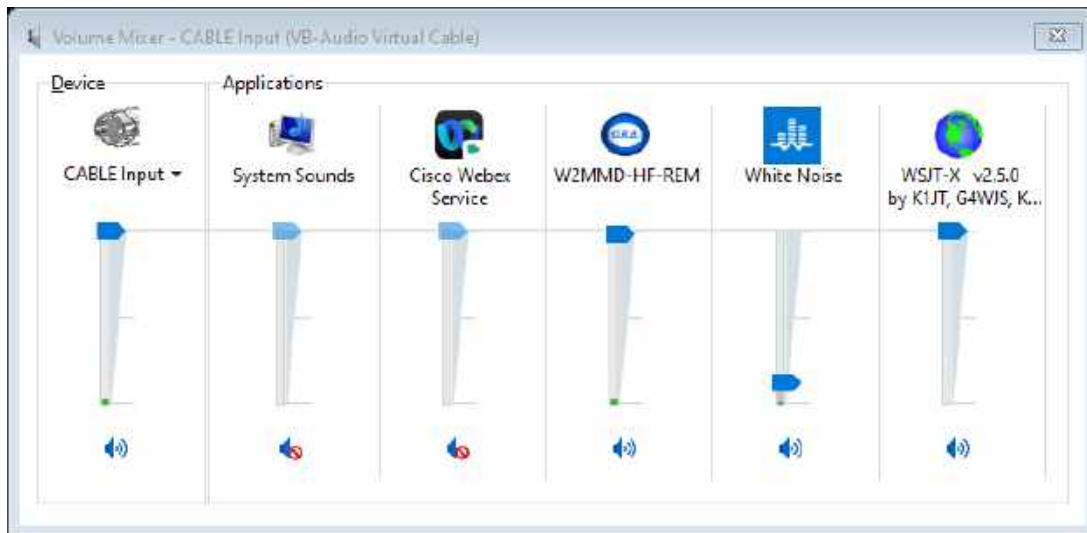 Volume Mixer - CABLE Input (VB-Audio Virtual Cable)
Device
Applications
CABLE Input
System Sounds
Cisco Webex
Service
W2MMD-HF-REM
White Noise
WSJT-X v2.5.0
by K1JT, G4WJS, K...